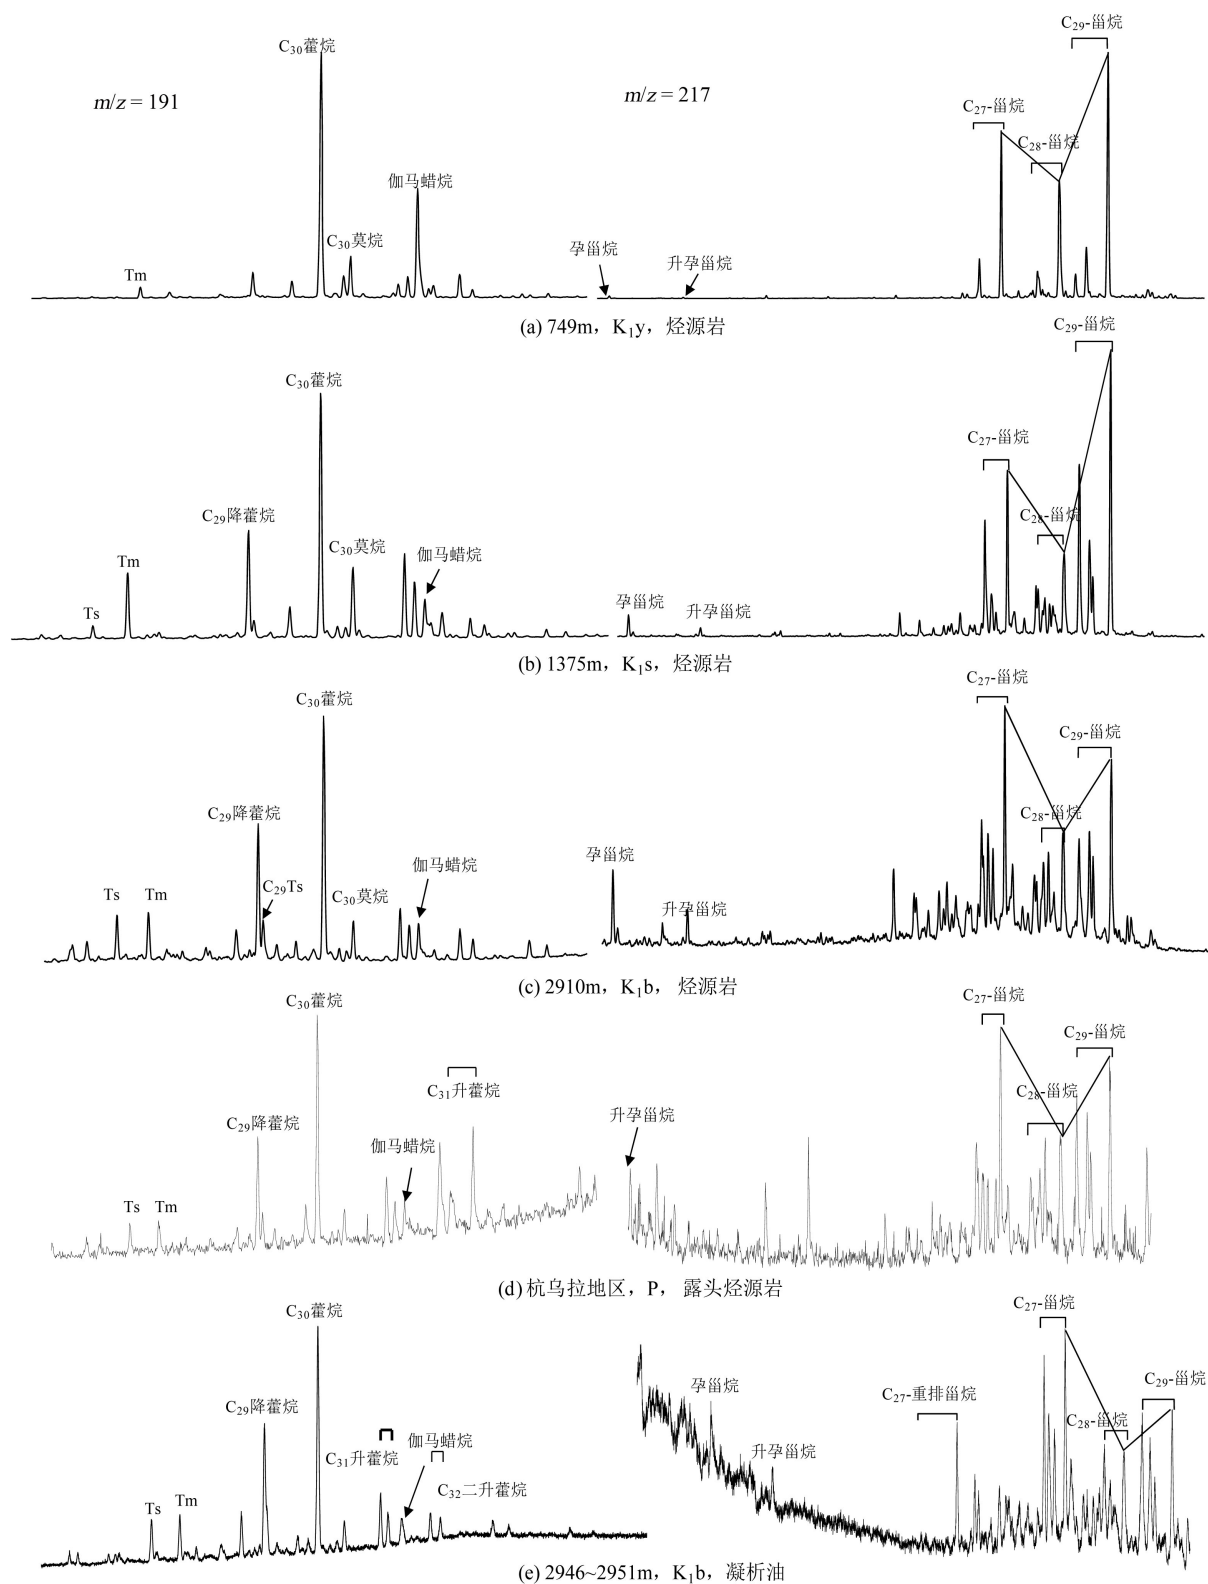 m/z = 191
C30藿烷
伽马蜡烷
C30莫烷
Tm
m/z = 217
C29-甾烷
C27-甾烷
C28-甾烷
孕甾烷
升孕甾烷
(a) 749m，K1y，烃源岩
C30藿烷
C29降藿烷
C30莫烷
伽马蜡烷
Tm
Ts
C29-甾烷
C27-甾烷
C28-甾烷
孕甾烷
升孕甾烷
(b) 1375m，K1s，烃源岩
C30藿烷
C29降藿烷
伽马蜡烷
Ts
Tm
C29Ts
C30莫烷
C27-甾烷
C29-甾烷
C28-甾烷
孕甾烷
升孕甾烷
(c) 2910m，K1b， 烃源岩
C30藿烷
C31升藿烷
C29降藿烷
伽马蜡烷
Ts
Tm
C27-甾烷
C29-甾烷
C28-甾烷
升孕甾烷
(d) 杭乌拉地区，P， 露头烃源岩
C30藿烷
C29降藿烷
伽马蜡烷
C31升藿烷
C32二升藿烷
Ts
Tm
C27-甾烷
C29-甾烷
孕甾烷
C27-重排甾烷
C28-甾烷
升孕甾烷
(e) 2946~2951m，K1b，凝析油